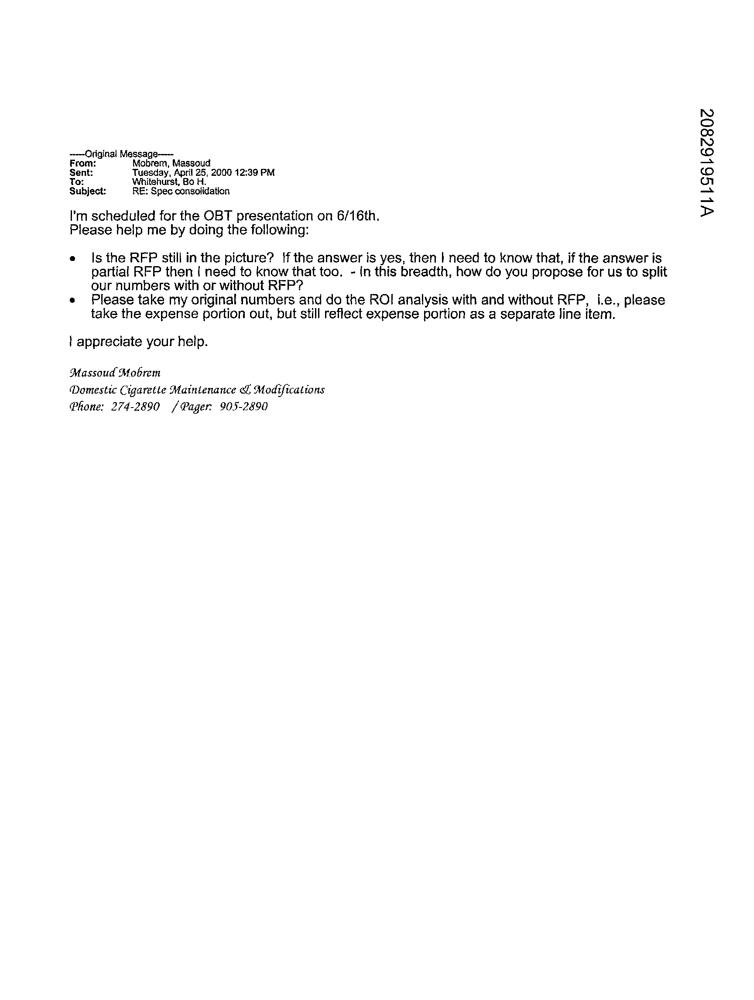 -----Original Message-----
From: Mobrem, Massoud
Sent: Tuesday, April 25, 2000 12:39 PM
To: Whitehurst, Bo H.
Subject: RE: Spec consolidation
I'm scheduled for the OBT presentation on 6/16th.
Please help me by doing the following:
• Is the RFP still in the picture? If the answer is yes, then I need to know that, if the answer is
partial RFP then I need to know that too. - In this breadth, how do you propose for us to split
our numbers with or without RFP?
• Please take my original numbers and do the ROI analysis with and without RFP, i.e., please
take the expense portion out, but still reflect expense portion as a separate line item.
I appreciate your help.
Massoud Mobrem
Domestic Cigarette Maintenance & Modifications
Phone: 274-2890 / Pager: 905-2890
2082919511A